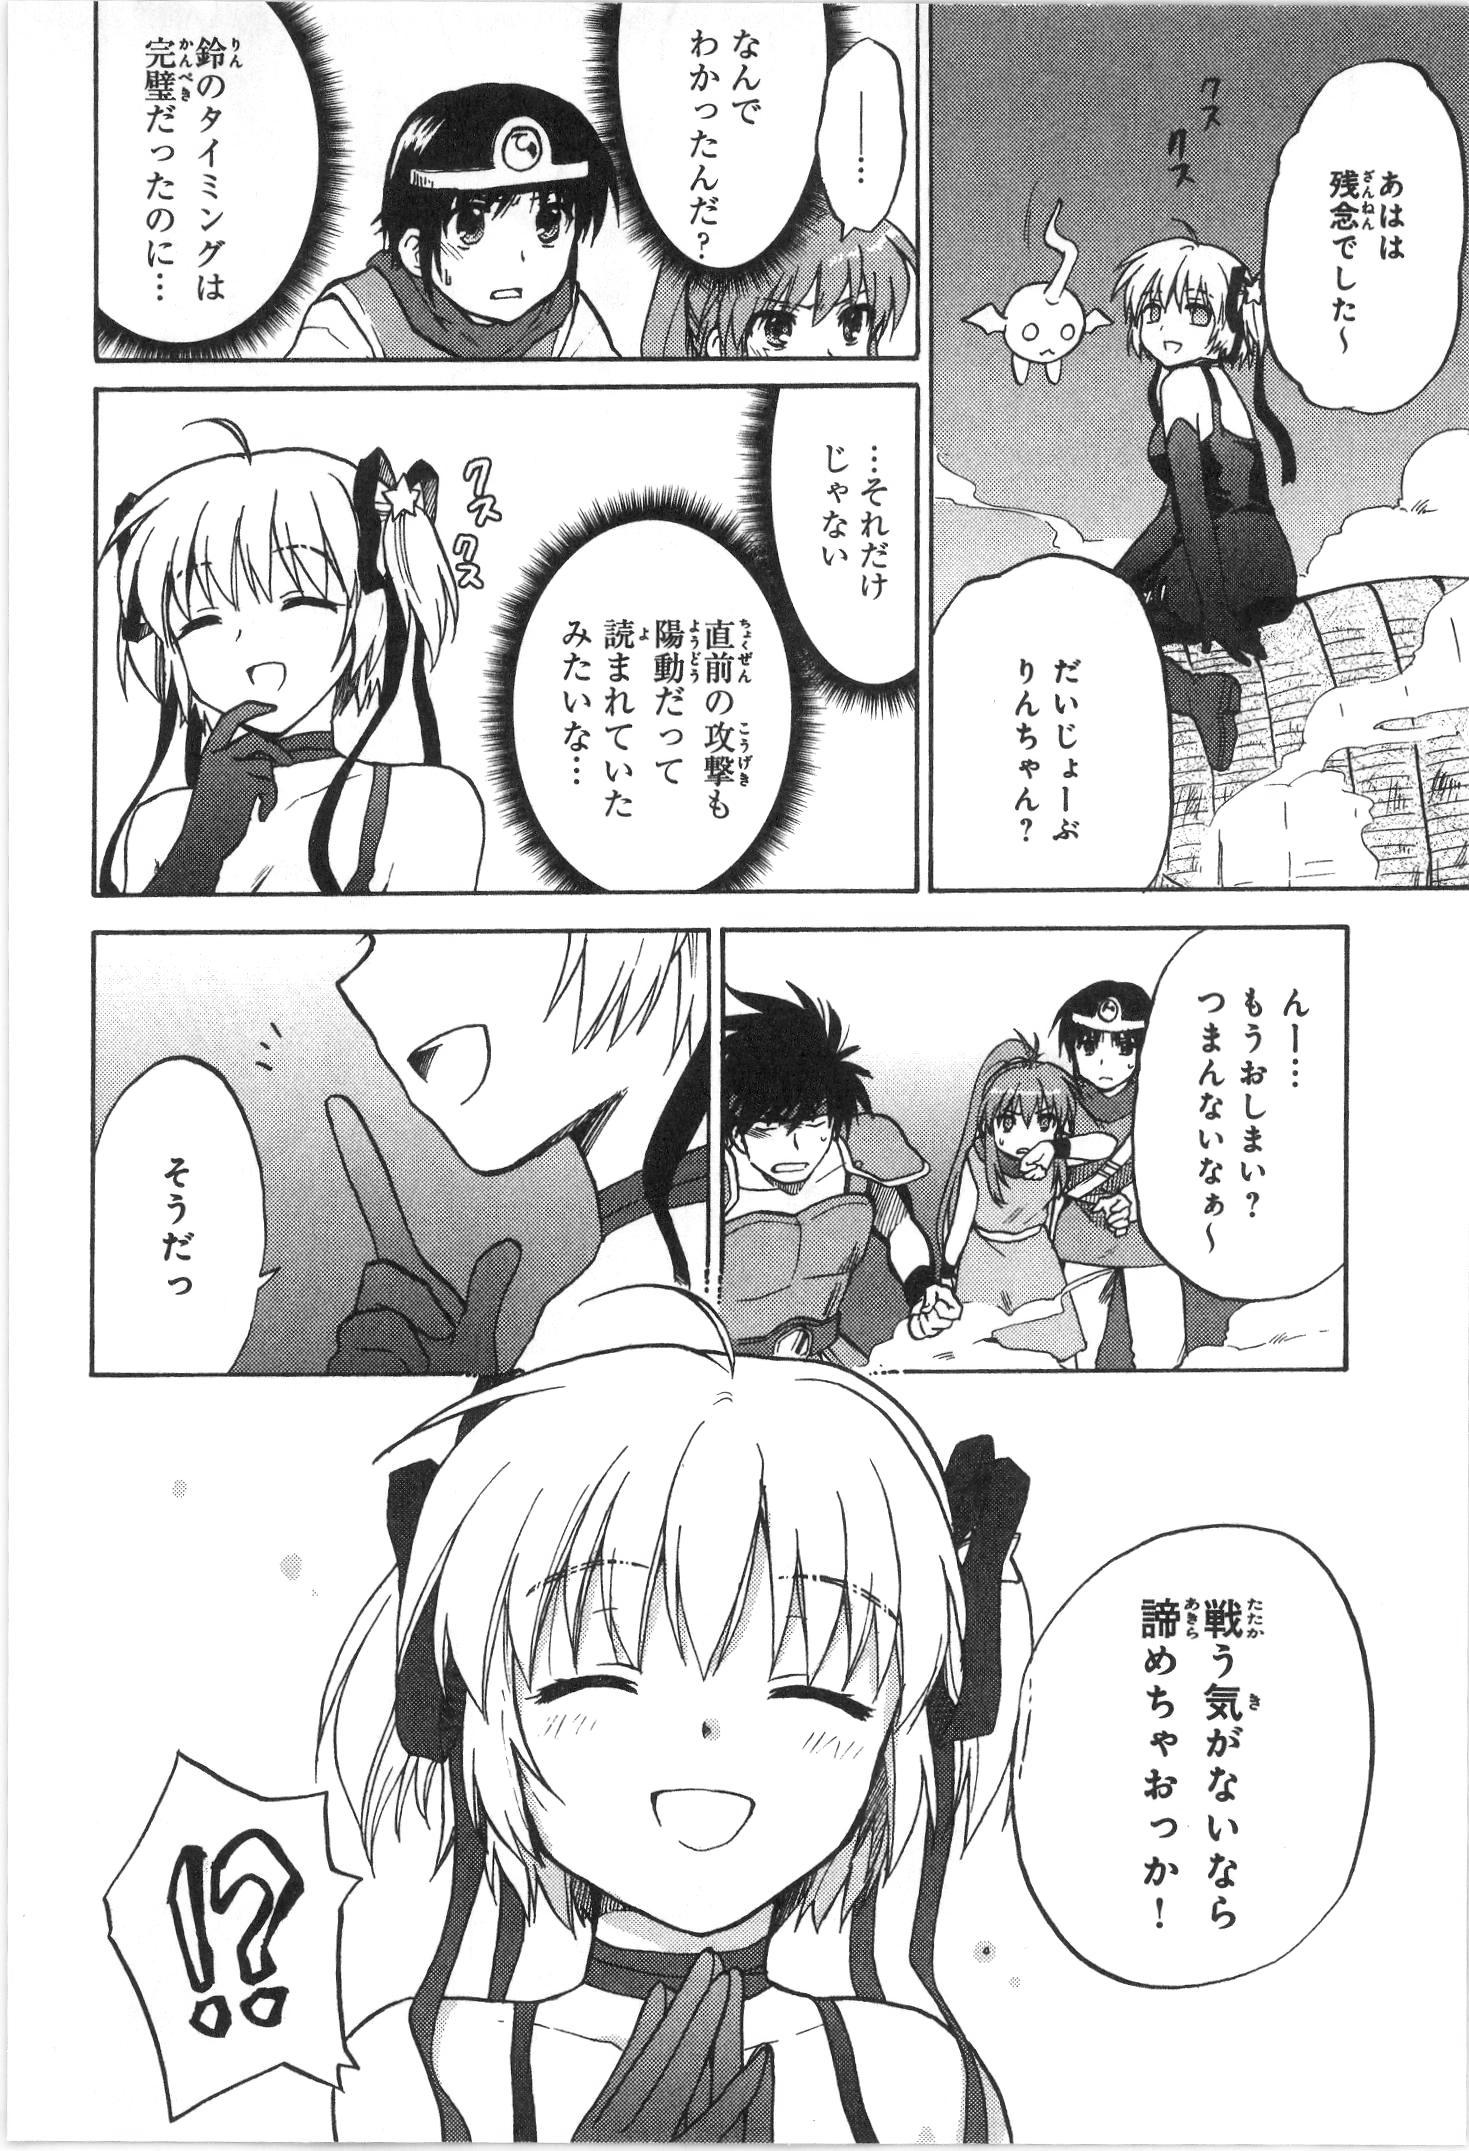 あはは
残念でした～
クス
クス
だいじょーぶ
りんちゃん？
――…
なんで
わかったんだ？
鈴のタイミングは
完璧だったのに…
…それだけ
じゃない
直前の攻撃も
陽動だって
読まれていた
みたいな…
クス
クス
んー…
もうおしまい？
つまんないなぁ～
そうだっ
戦う気がないなら
諦めちゃおっか！
!?